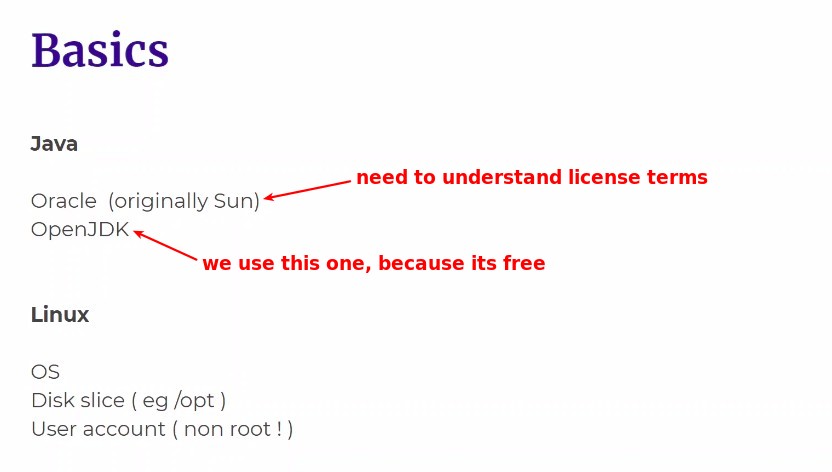 Basics
Java
need to understand license terms
Oracle (originally Sun)
OpenJDK
we use this one, because its free
Linux
OS
Disk slice ( eg /opt )
User account ( non root ! )